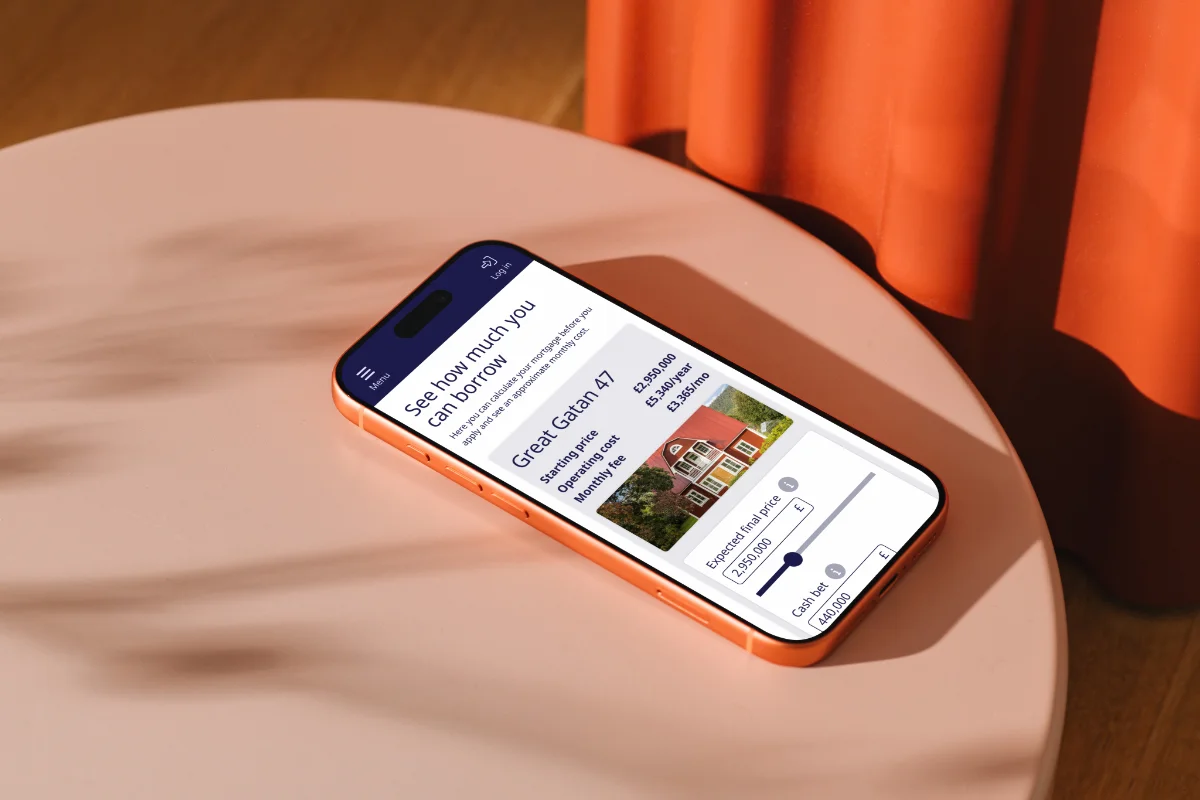 Menu
Log in
See how much you
can borrow
Here you can calculate your mortgage before you
apply and see an approximate monthly cost.
Great Gatan 47
Starting price £2,950,000
Operating cost £5,340/year
Monthly fee £3,365/mo
Expected final price i
2,950,000 £
Cash bet i
440,000 £